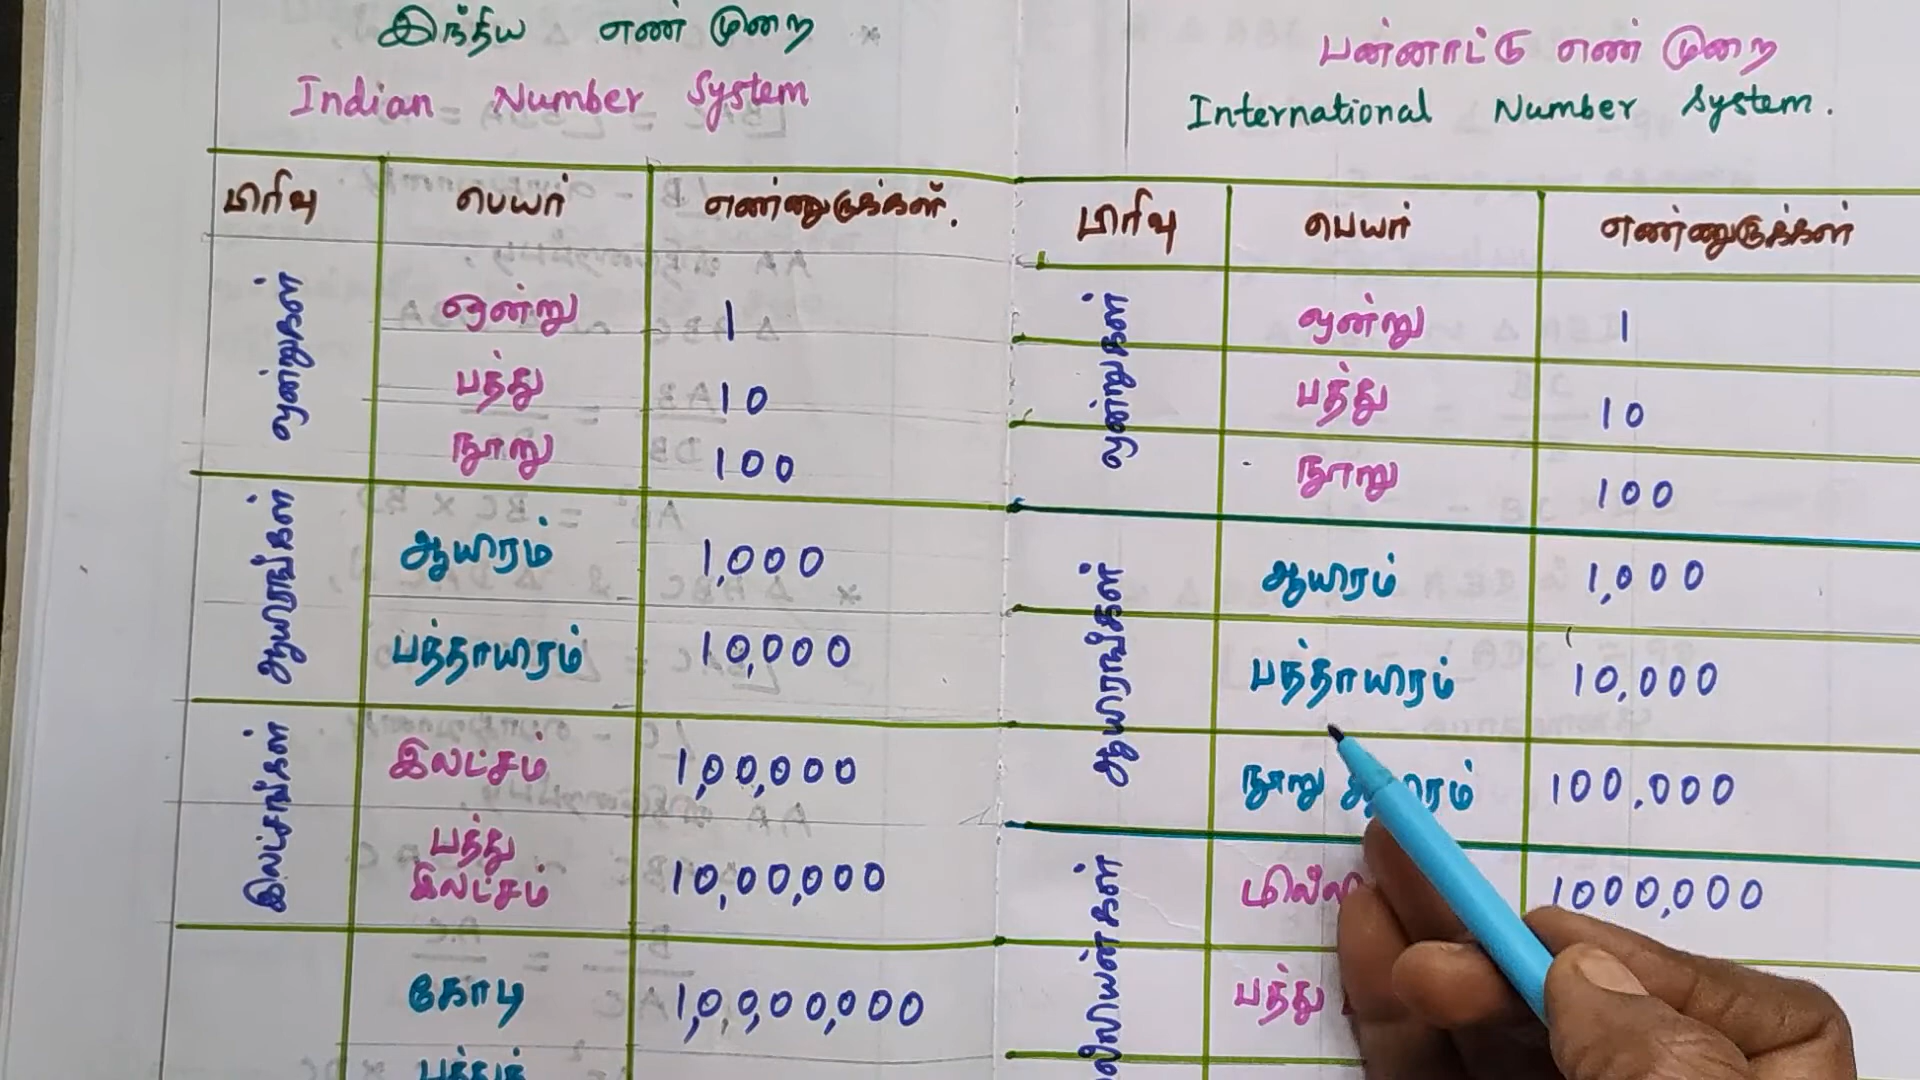 இந்திய எண் முறை
Indian Number System
பிரிவு பெயர் எண்ணுருக்கள்.
ஒன்றுகள்
ஒன்று 1
பத்து 10
நூறு 100
ஆயிரங்கள்
ஆயிரம் 1,000
பத்தாயிரம் 10,000
இலட்சங்கள்
இலட்சம் 1,00,000
பத்து
இலட்சம் 10,00,000
கோடி 1,0,0,00,000
பன்னாட்டு எண் முறை
International Number System.
பிரிவு பெயர் எண்ணுருக்கள்
ஒன்றுகள்
ஒன்று 1
பத்து 10
நூறு 100
ஆயிரங்கள்
ஆயிரம் 1,000
பத்தாயிரம் 10,000
நூறு 100,000
1000,000
பத்து